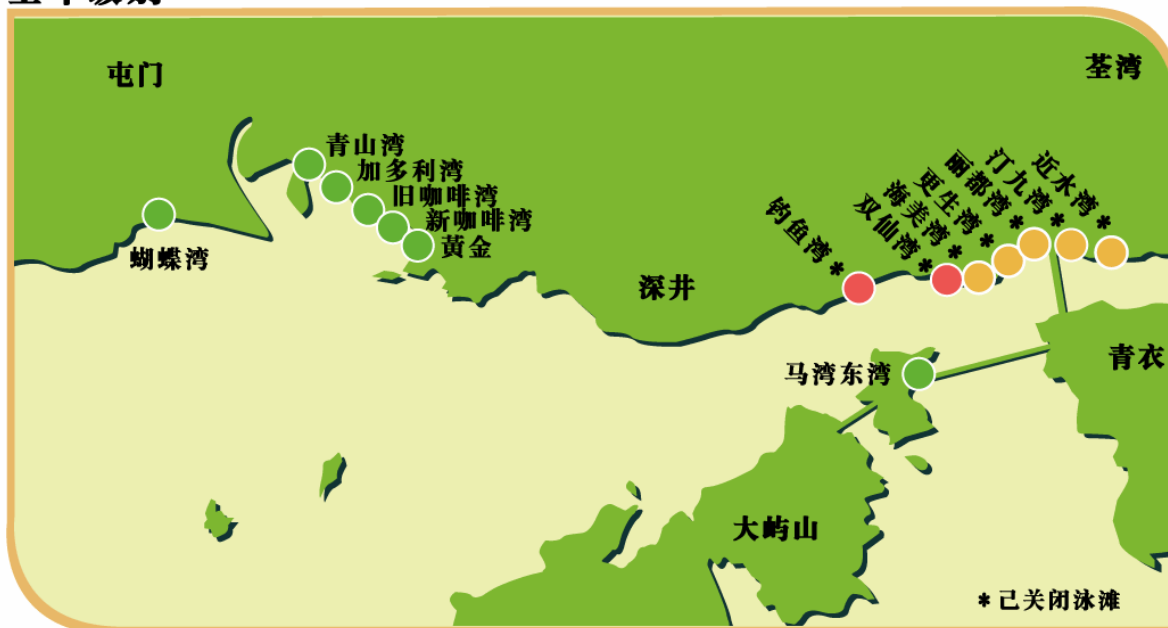 屯门
荃湾
青山湾
加多利湾
旧咖啡湾
新咖啡湾
黄金
蝴蝶湾
钓鱼湾*
双仙湾*
海美湾*
更生湾*
丽都湾*
汀九湾*
近水湾*
深井
青衣
马湾东湾
大屿山
*己关闭泳滩